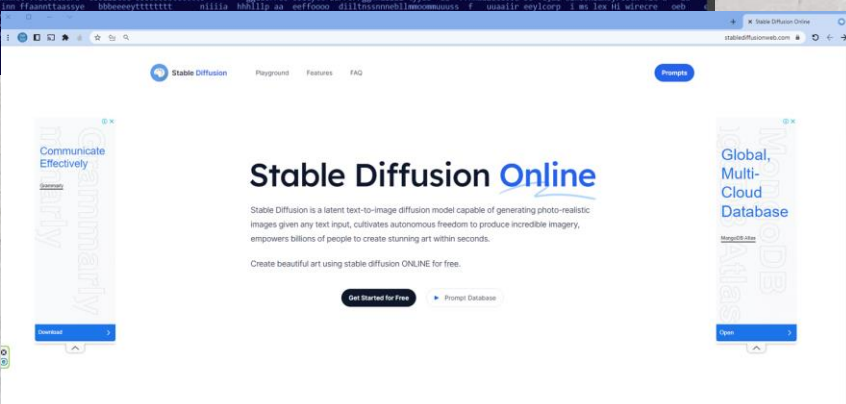 Stable Diffusion Online
stablediffusionweb.com
Stable Diffusion
Playground
Features
FAQ
Prompts
Communicate
Effectively
Grammarly
Grammarly
Download
Stable Diffusion Online
Stable Diffusion is a latent text-to-image diffusion model capable of generating photo-realistic
images given any text input, cultivates autonomous freedom to produce incredible imagery,
empowers billions of people to create stunning art within seconds.
Create beautiful art using stable diffusion ONLINE for free.
Get Started for Free
Prompt Database
Global,
Multi-
Cloud
Database
MongoDB Atlas
MongoDB Atlas
Open